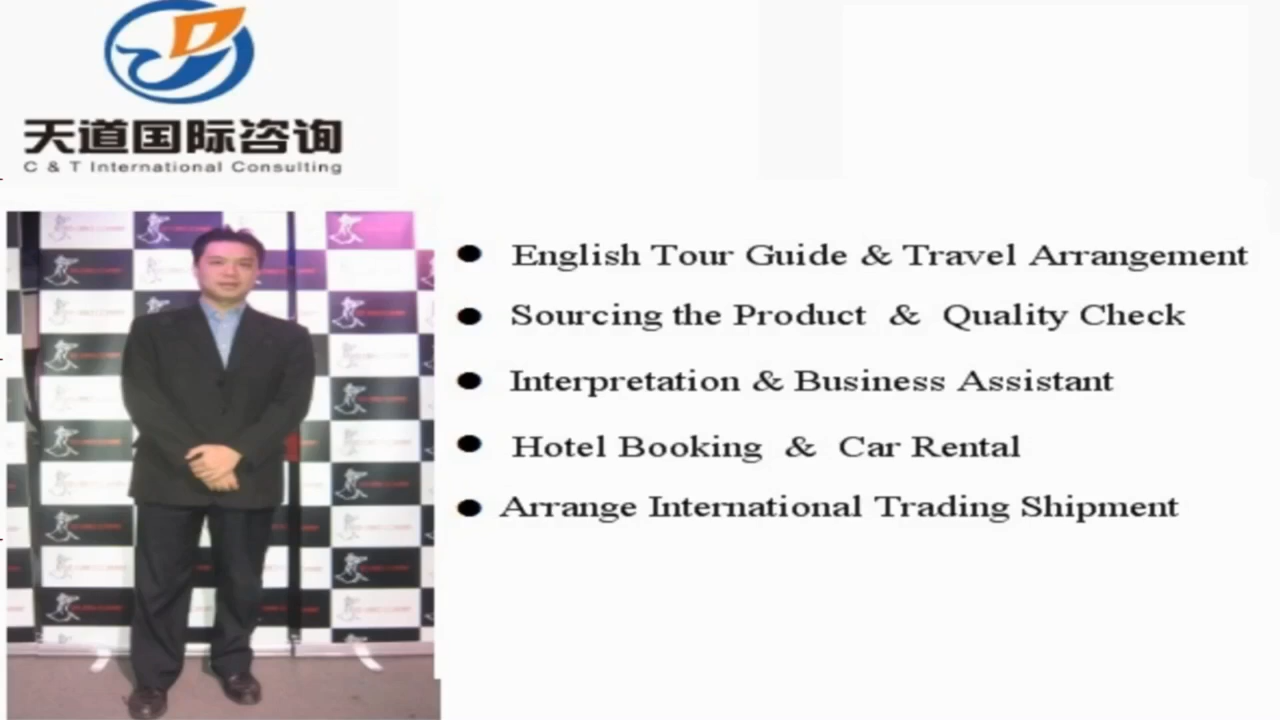 天道国际咨询
C & T International Consulting
● English Tour Guide & Travel Arrangement
● Sourcing the Product & Quality Check
● Interpretation & Business Assistant
● Hotel Booking & Car Rental
● Arrange International Trading Shipment